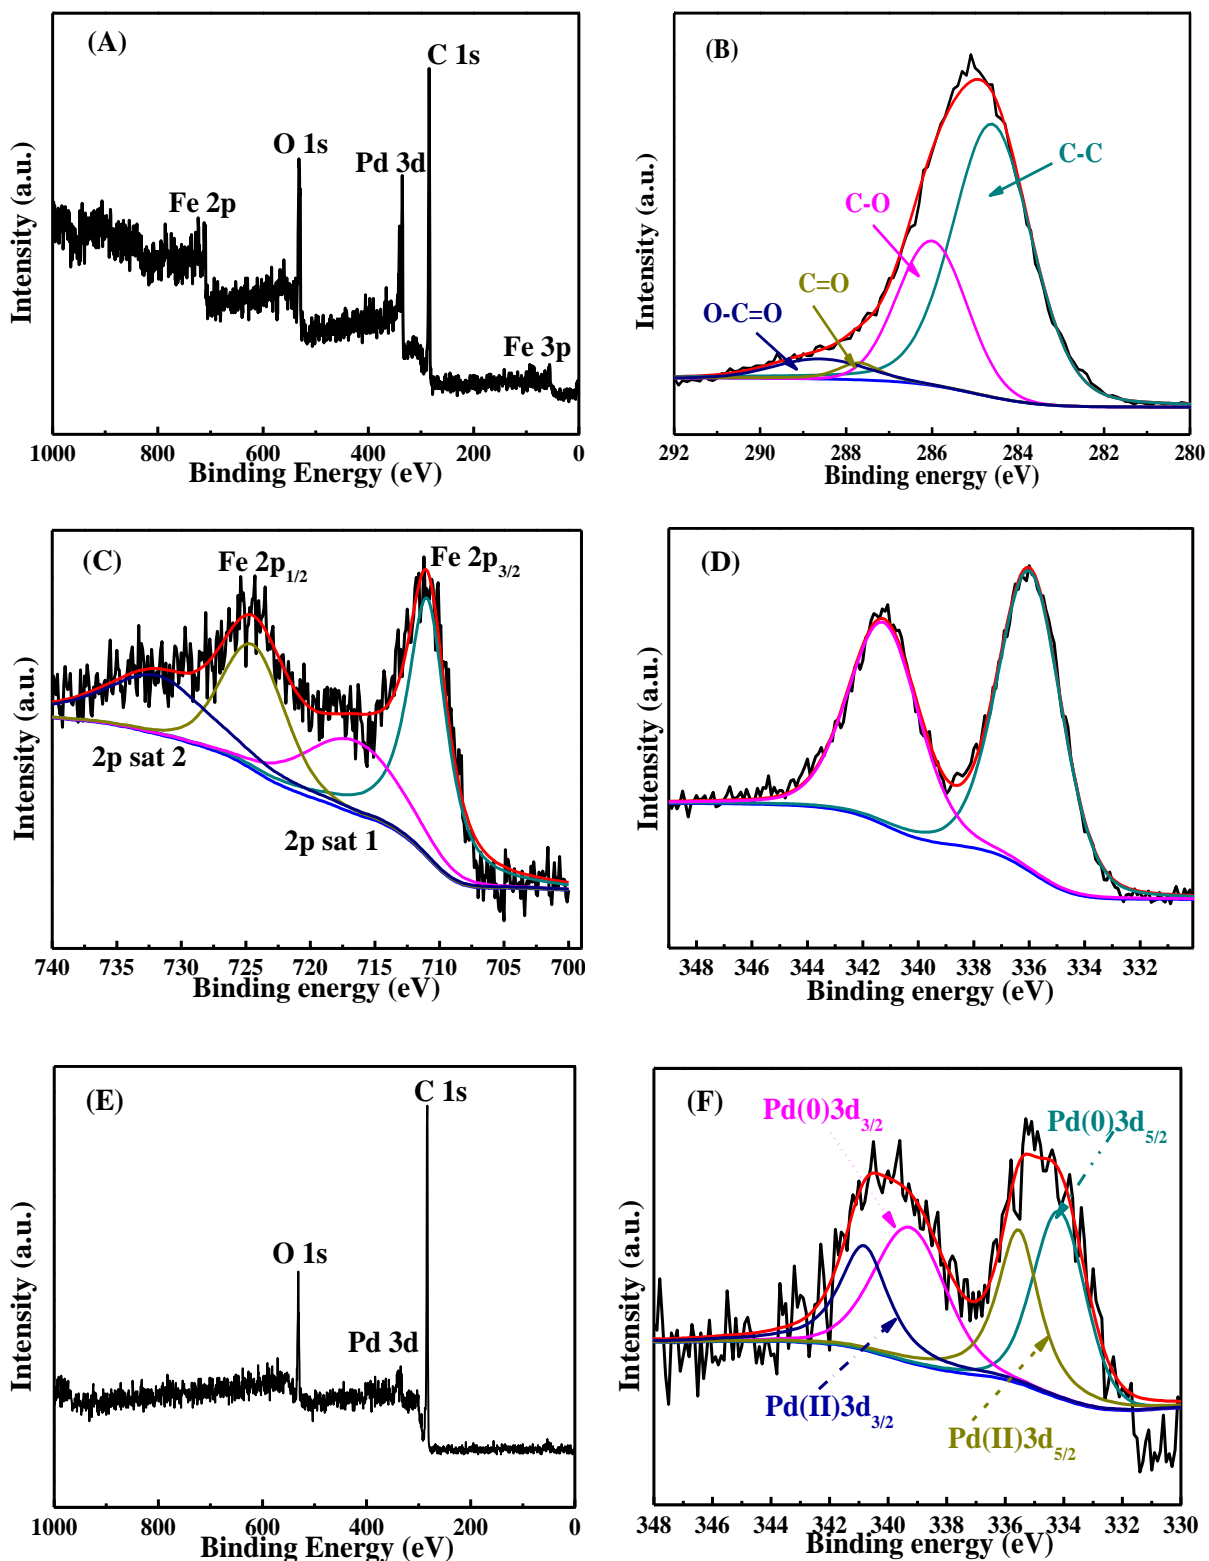 (A)
C 1s
O 1s
Pd 3d
Fe 2p
Fe 3p
Intensity (a.u.)
1000 800 600 400 200 0
Binding Energy (eV)
(B)
C-C
C-O
C=O
O-C=O
Intensity (a.u.)
292 290 288 286 284 282 280
Binding energy (eV)
(C)
Fe 2p1/2
Fe 2p3/2
2p sat 2
2p sat 1
Intensity (a.u.)
740 735 730 725 720 715 710 705 700
Binding energy (eV)
(D)
Intensity (a.u.)
348 346 344 342 340 338 336 334 332
Binding energy (eV)
(E)
C 1s
O 1s
Pd 3d
Intensity (a.u.)
1000 800 600 400 200 0
Binding Energy (eV)
(F)
Pd(0)3d3/2
Pd(0)3d5/2
Pd(II)3d3/2
Pd(II)3d5/2
Intensity (a.u.)
348 346 344 342 340 338 336 334 332 330
Binding energy (eV)